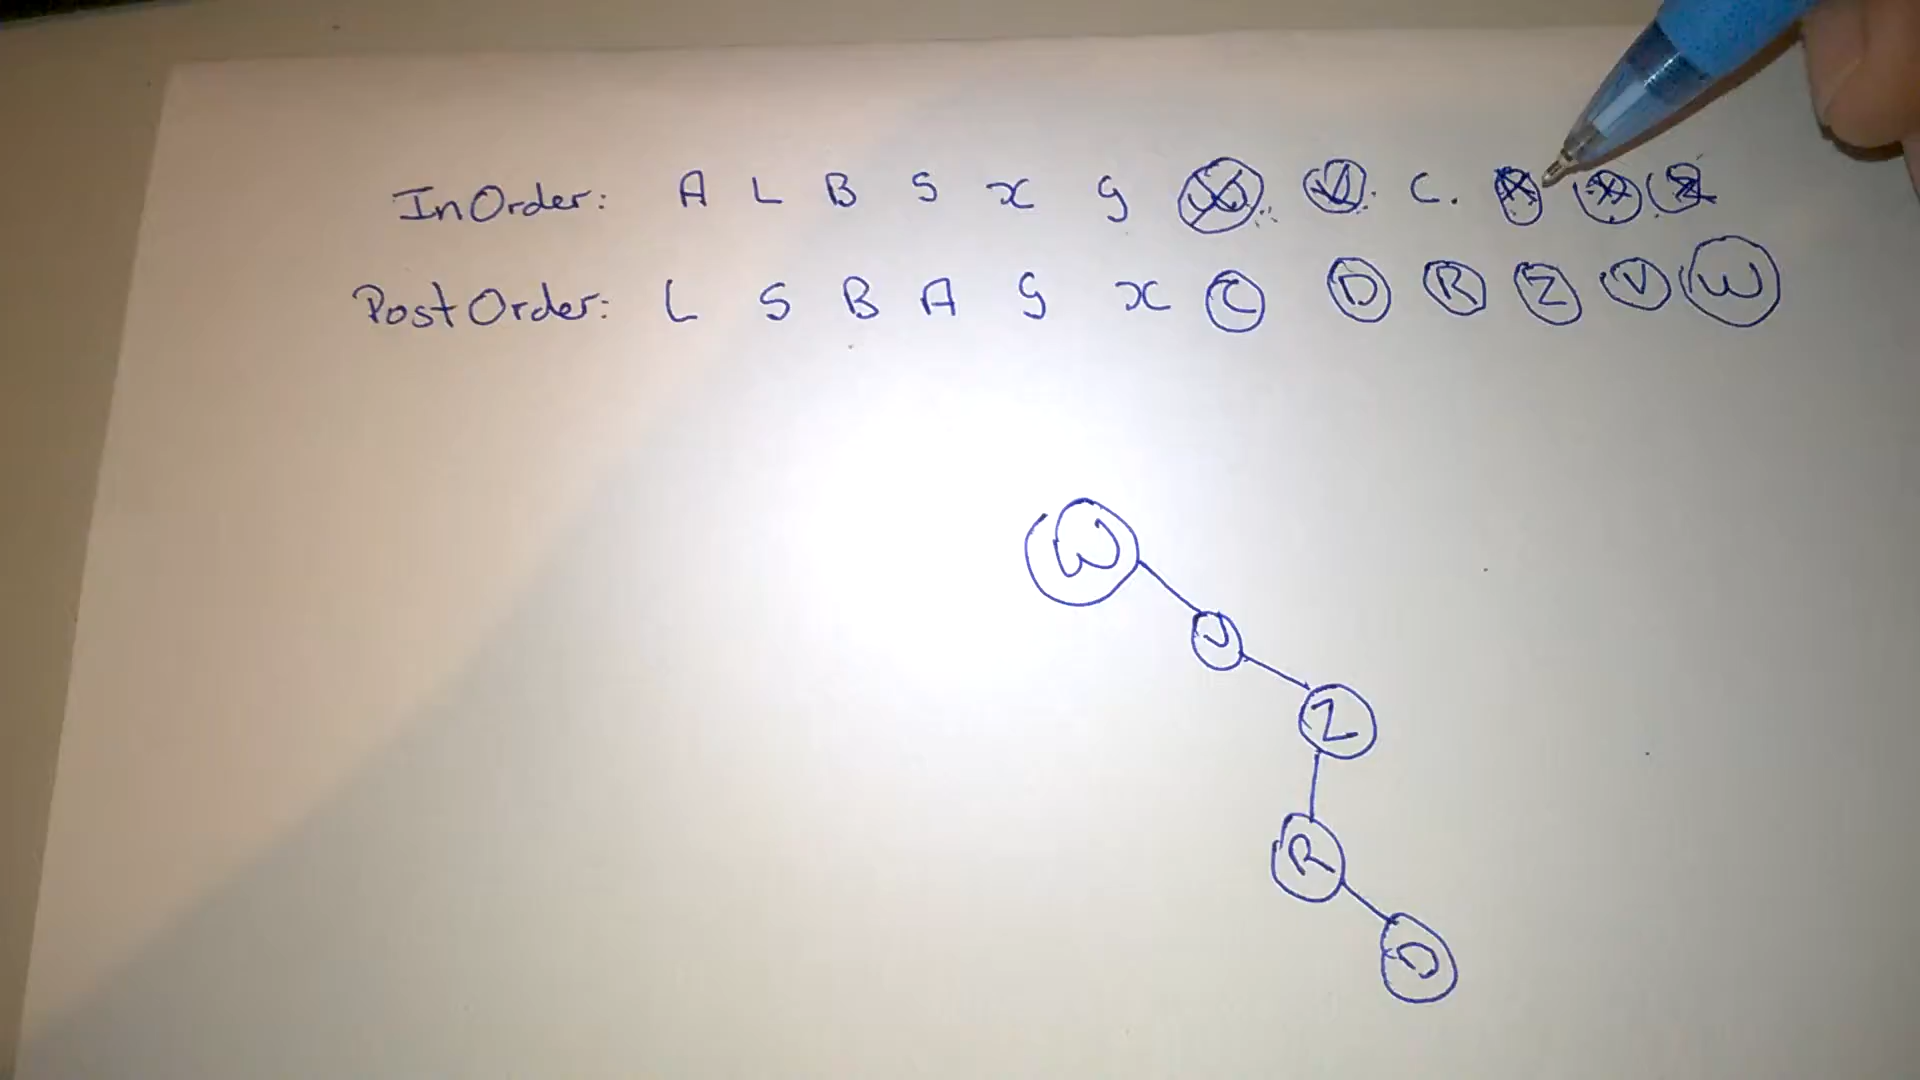 InOrder: A L B S x g W V. C. R D Z
PostOrder: L S B A g x C D R Z V W
W
V
Z
R
D